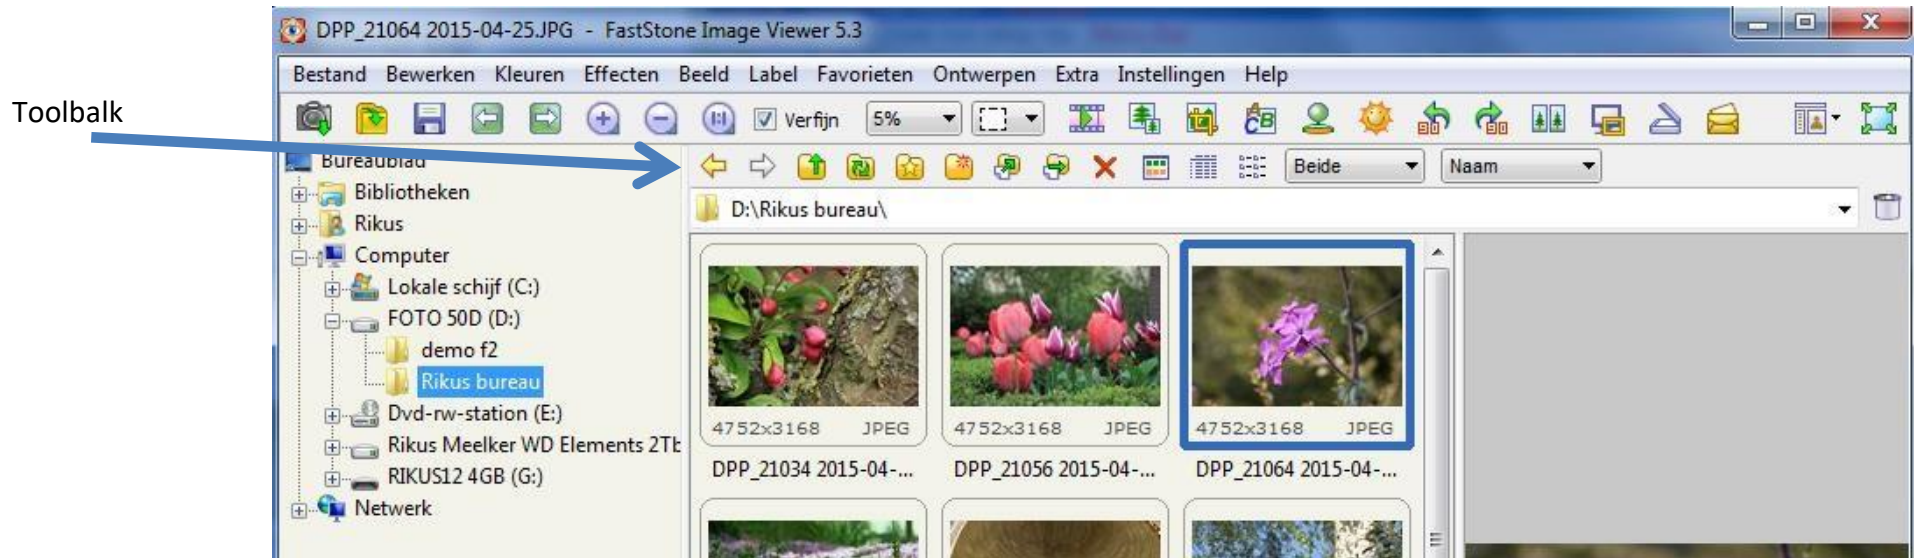 DPP_21064 2015-04-25.JPG - FastStone Image Viewer 5.3
Bestand Bewerken Kleuren Effecten Beeld Label Favorieten Ontwerpen Extra Instellingen Help
Toolbalk
1:1 Verfijn 5%
Bureaublad
Beide Naam
Bibliotheken
D:\Rikus bureau\
Rikus
Computer
Lokale schijf (C:)
FOTO 50D (D:)
demo f2
Rikus bureau
Dvd-rw-station (E:)
Rikus Meelker WD Elements 2Tb
RIKUS12 4GB (G:)
Netwerk
4752x3168 JPEG
4752x3168 JPEG
4752x3168 JPEG
DPP_21034 2015-04-...
DPP_21056 2015-04-...
DPP_21064 2015-04-...